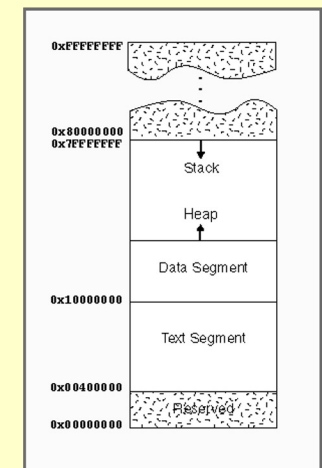 0xFFFFFFFF
0x80000000
0x7FFFFFFF
Stack
Heap
Data Segment
0x10000000
Text Segment
0x00400000
Reserved
0x00000000